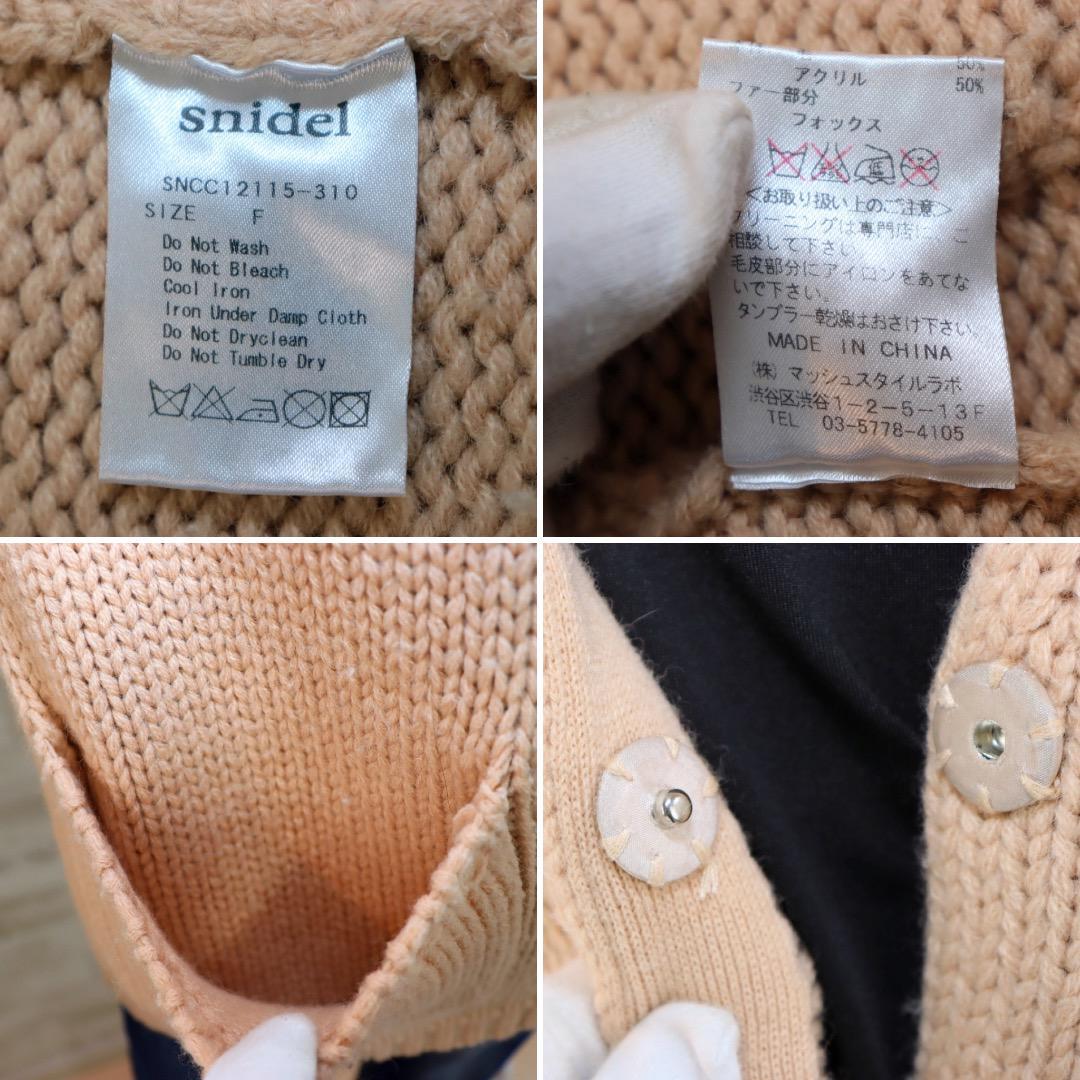 snidel
SNCC12115-310
SIZE F
Do Not Wash
Do Not Bleach
Cool Iron
Iron Under Damp Cloth
Do Not Dryclean
Do Not Tumble Dry
50%
アクリル 50%
ファー部分
フォックス
低
<お取り扱い上のご注意>
クリーニングは専門店に、ご
相談して下さい。
毛皮部分にアイロンをあてな
いで下さい。
タンブラー乾燥はおさけ下さい。
MADE IN CHINA
(株) マッシュスタイルラボ
渋谷区渋谷1-2-5-13F
TEL 03-5778-4105